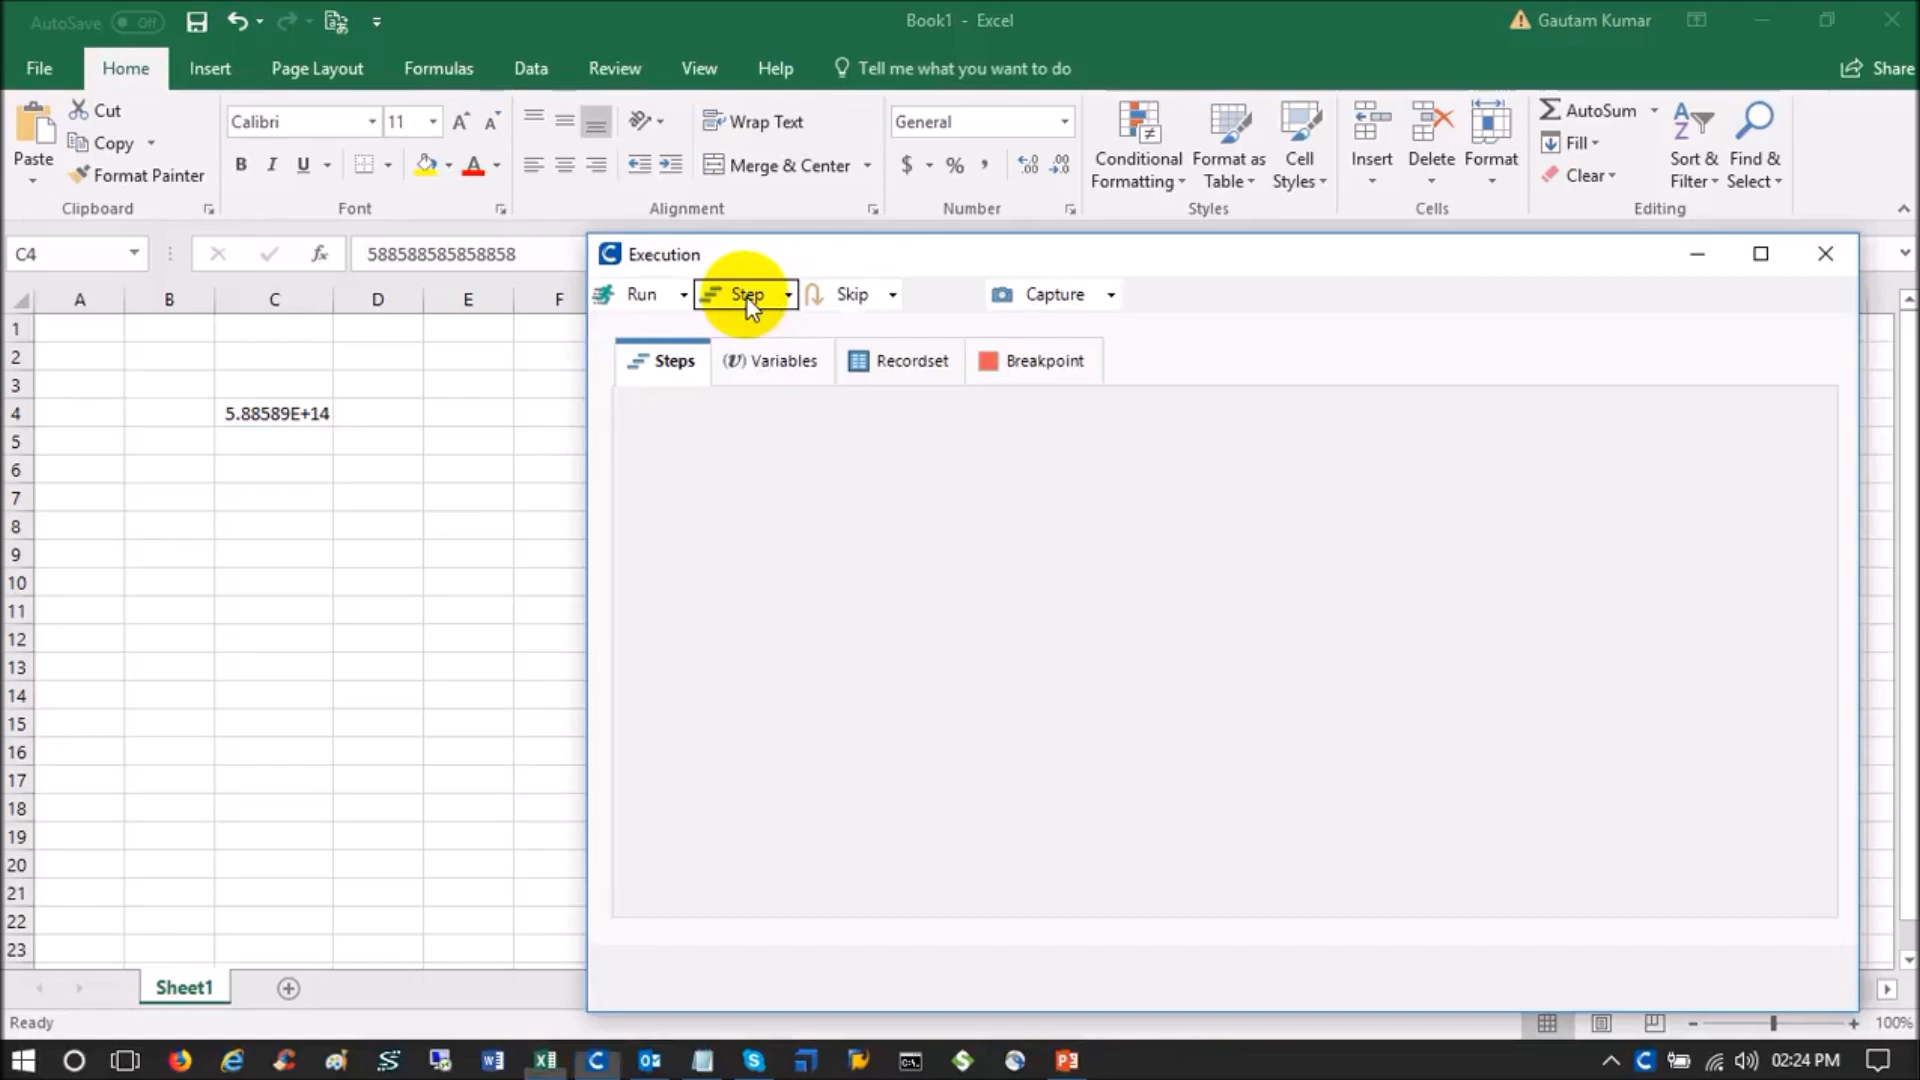 AutoSave Off
Book1 - Excel
Gautam Kumar
File Home Insert Page Layout Formulas Data Review View Help Tell me what you want to do Share
Paste
Cut
Copy
Format Painter
Clipboard
Calibri 11
B I U
Font
Wrap Text
Merge & Center
Alignment
General
$ % ,
Number
Conditional Formatting
Format as Table
Cell Styles
Styles
Insert Delete Format
Cells
AutoSum
Fill
Clear
Sort & Filter
Find & Select
Editing
C4 fx 588588585858858
A B C D E F
1
2
3
4 5.88589E+14
5
6
7
8
9
10
11
12
13
14
15
16
17
18
19
20
21
22
23
Execution
Run Step Skip Capture
Steps (v) Variables Recordset Breakpoint
Sheet1
Ready
100%
02:24 PM